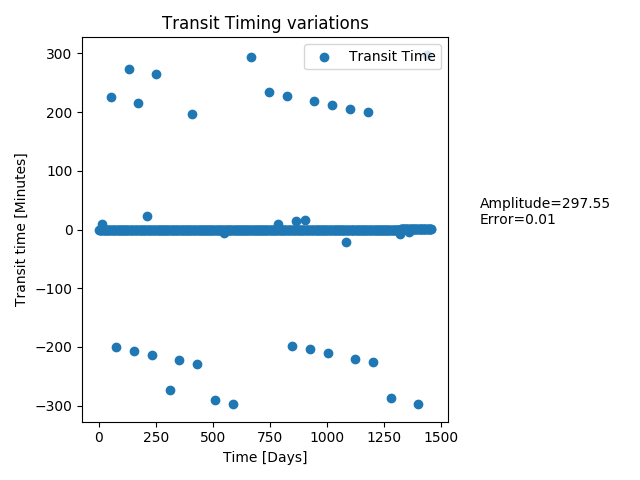 Transit Timing variations
Transit Time
300
200
100
0
−100
−200
−300
Transit time [Minutes]
0
250
500
750
1000
1250
1500
Time [Days]
Amplitude=297.55
Error=0.01